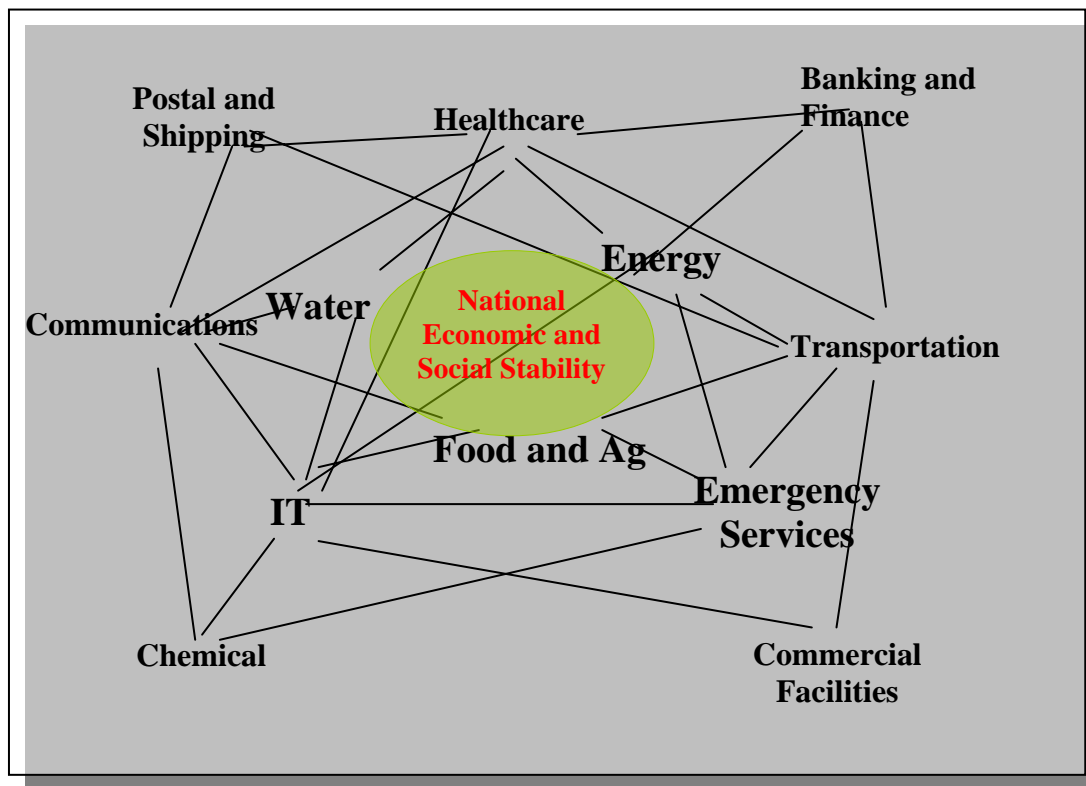 Postal and
Shipping
Healthcare
Banking and
Finance
Energy
Water
National
Economic and
Social Stability
Communications
Transportation
Food and Ag
IT
Emergency
Services
Chemical
Commercial
Facilities